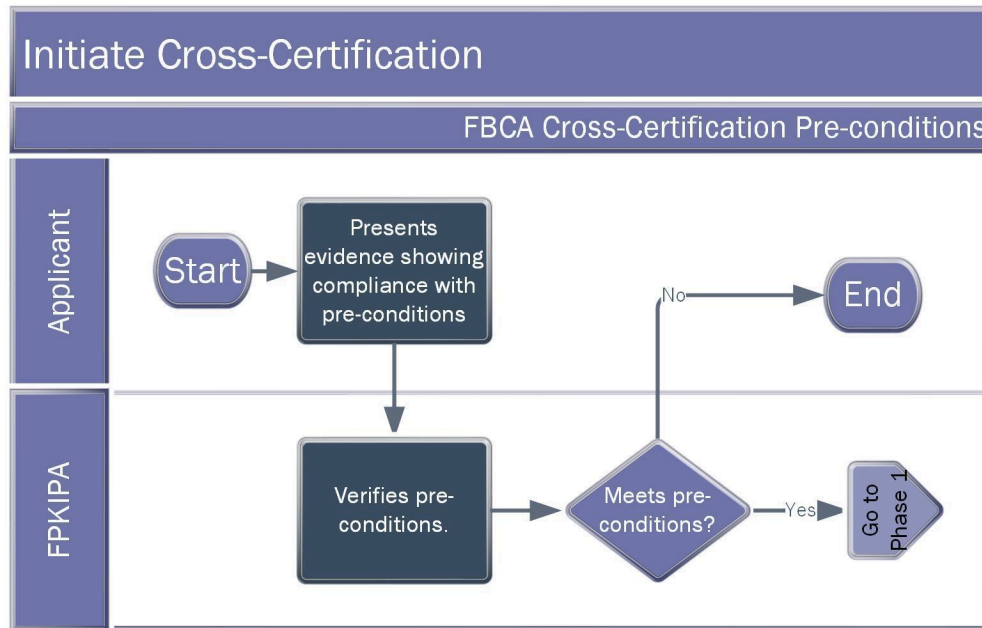 Initiate Cross-Certification
FBCA Cross-Certification Pre-conditions
Applicant
Start
Presents
evidence showing
compliance with
pre-conditions
No
End
FPKIPA
Verifies pre-
conditions.
Meets pre-
conditions?
Yes
Go to
Phase 1